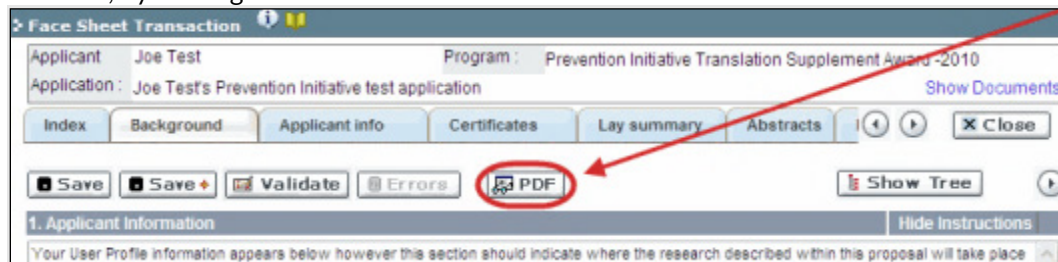 Face Sheet Transaction
Applicant Joe Test Program : Prevention Initiative Translation Supplement Award -2010
Application : Joe Test's Prevention Initiative test application Show Documents
Index Background Applicant info Certificates Lay summary Abstracts Close
Save Save Validate Errors PDF Show Tree
1. Applicant Information Hide Instructions
Your User Profile information appears below however this section should indicate where the research described within this proposal will take place